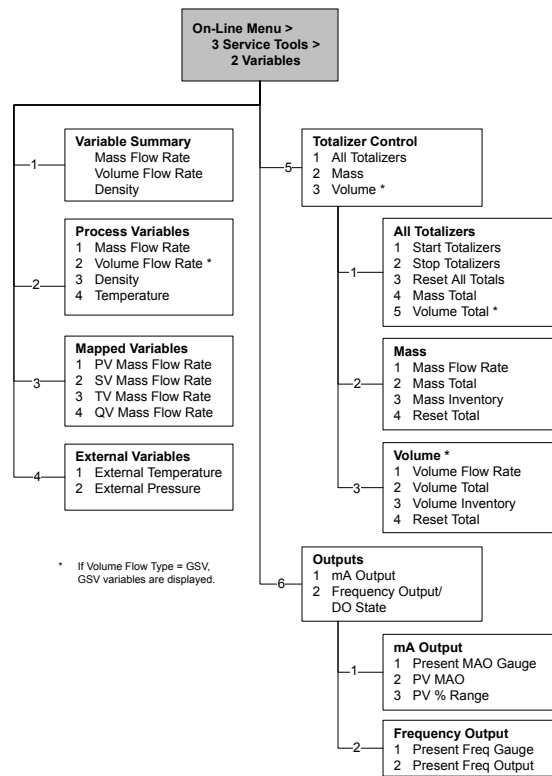 On-Line Menu >
3 Service Tools >
2 Variables
1
Variable Summary
Mass Flow Rate
Volume Flow Rate
Density
2
Process Variables
1 Mass Flow Rate
2 Volume Flow Rate *
3 Density
4 Temperature
3
Mapped Variables
1 PV Mass Flow Rate
2 SV Mass Flow Rate
3 TV Mass Flow Rate
4 QV Mass Flow Rate
4
External Variables
1 External Temperature
2 External Pressure
* If Volume Flow Type = GSV,
GSV variables are displayed.
5
Totalizer Control
1 All Totalizers
2 Mass
3 Volume *
1
All Totalizers
1 Start Totalizers
2 Stop Totalizers
3 Reset All Totals
4 Mass Total
5 Volume Total *
2
Mass
1 Mass Flow Rate
2 Mass Total
3 Mass Inventory
4 Reset Total
3
Volume *
1 Volume Flow Rate
2 Volume Total
3 Volume Inventory
4 Reset Total
6
Outputs
1 mA Output
2 Frequency Output/
DO State
1
mA Output
1 Present MAO Gauge
2 PV MAO
3 PV % Range
2
Frequency Output
1 Present Freq Gauge
2 Present Freq Output